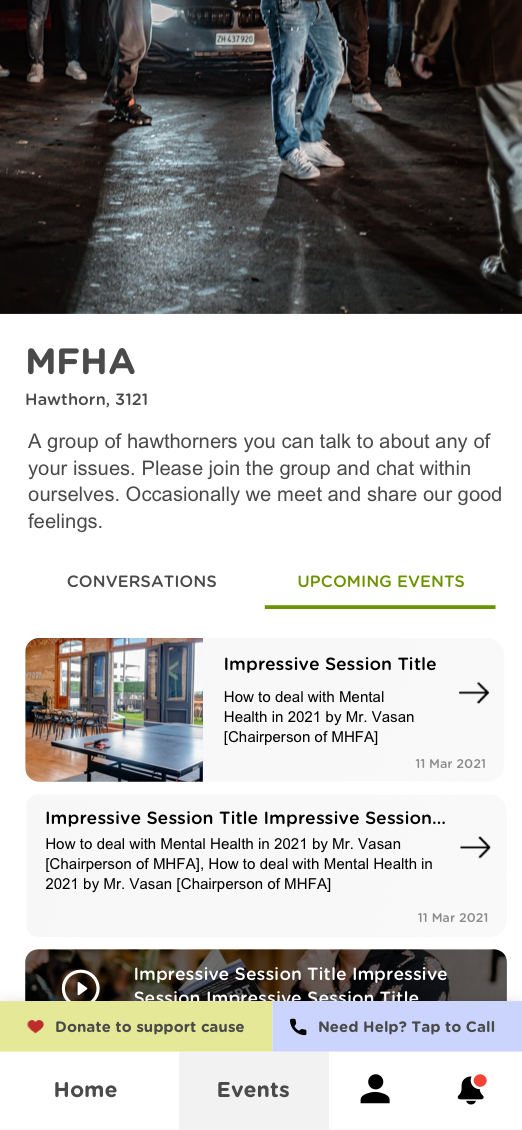 ZH·437920
MFHA
Hawthorn, 3121
A group of hawthorners you can talk to about any of
your issues. Please join the group and chat within
ourselves. Occasionally we meet and share our good
feelings.
CONVERSATIONS
UPCOMING EVENTS
Impressive Session Title
How to deal with Mental
Health in 2021 by Mr. Vasan
[Chairperson of MHFA]
11 Mar 2021
Impressive Session Title Impressive Session...
How to deal with Mental Health in 2021 by Mr. Vasan
[Chairperson of MHFA], How to deal with Mental Health in
2021 by Mr. Vasan [Chairperson of MHFA]
11 Mar 2021
Impressive Session Title Impressive
Session Impressive Session Title
Donate to support cause
Need Help? Tap to Call
Home
Events